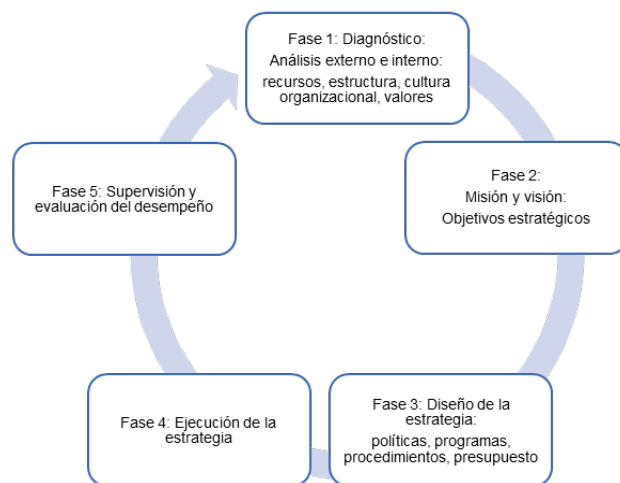 Fase 1: Diagnóstico:
Análisis externo e interno:
recursos, estructura, cultura
organizacional, valores
Fase 2:
Misión y visión:
Objetivos estratégicos
Fase 3: Diseño de la
estrategia:
políticas, programas,
procedimientos, presupuesto
Fase 4: Ejecución de la
estrategia
Fase 5: Supervisión y
evaluación del desempeño